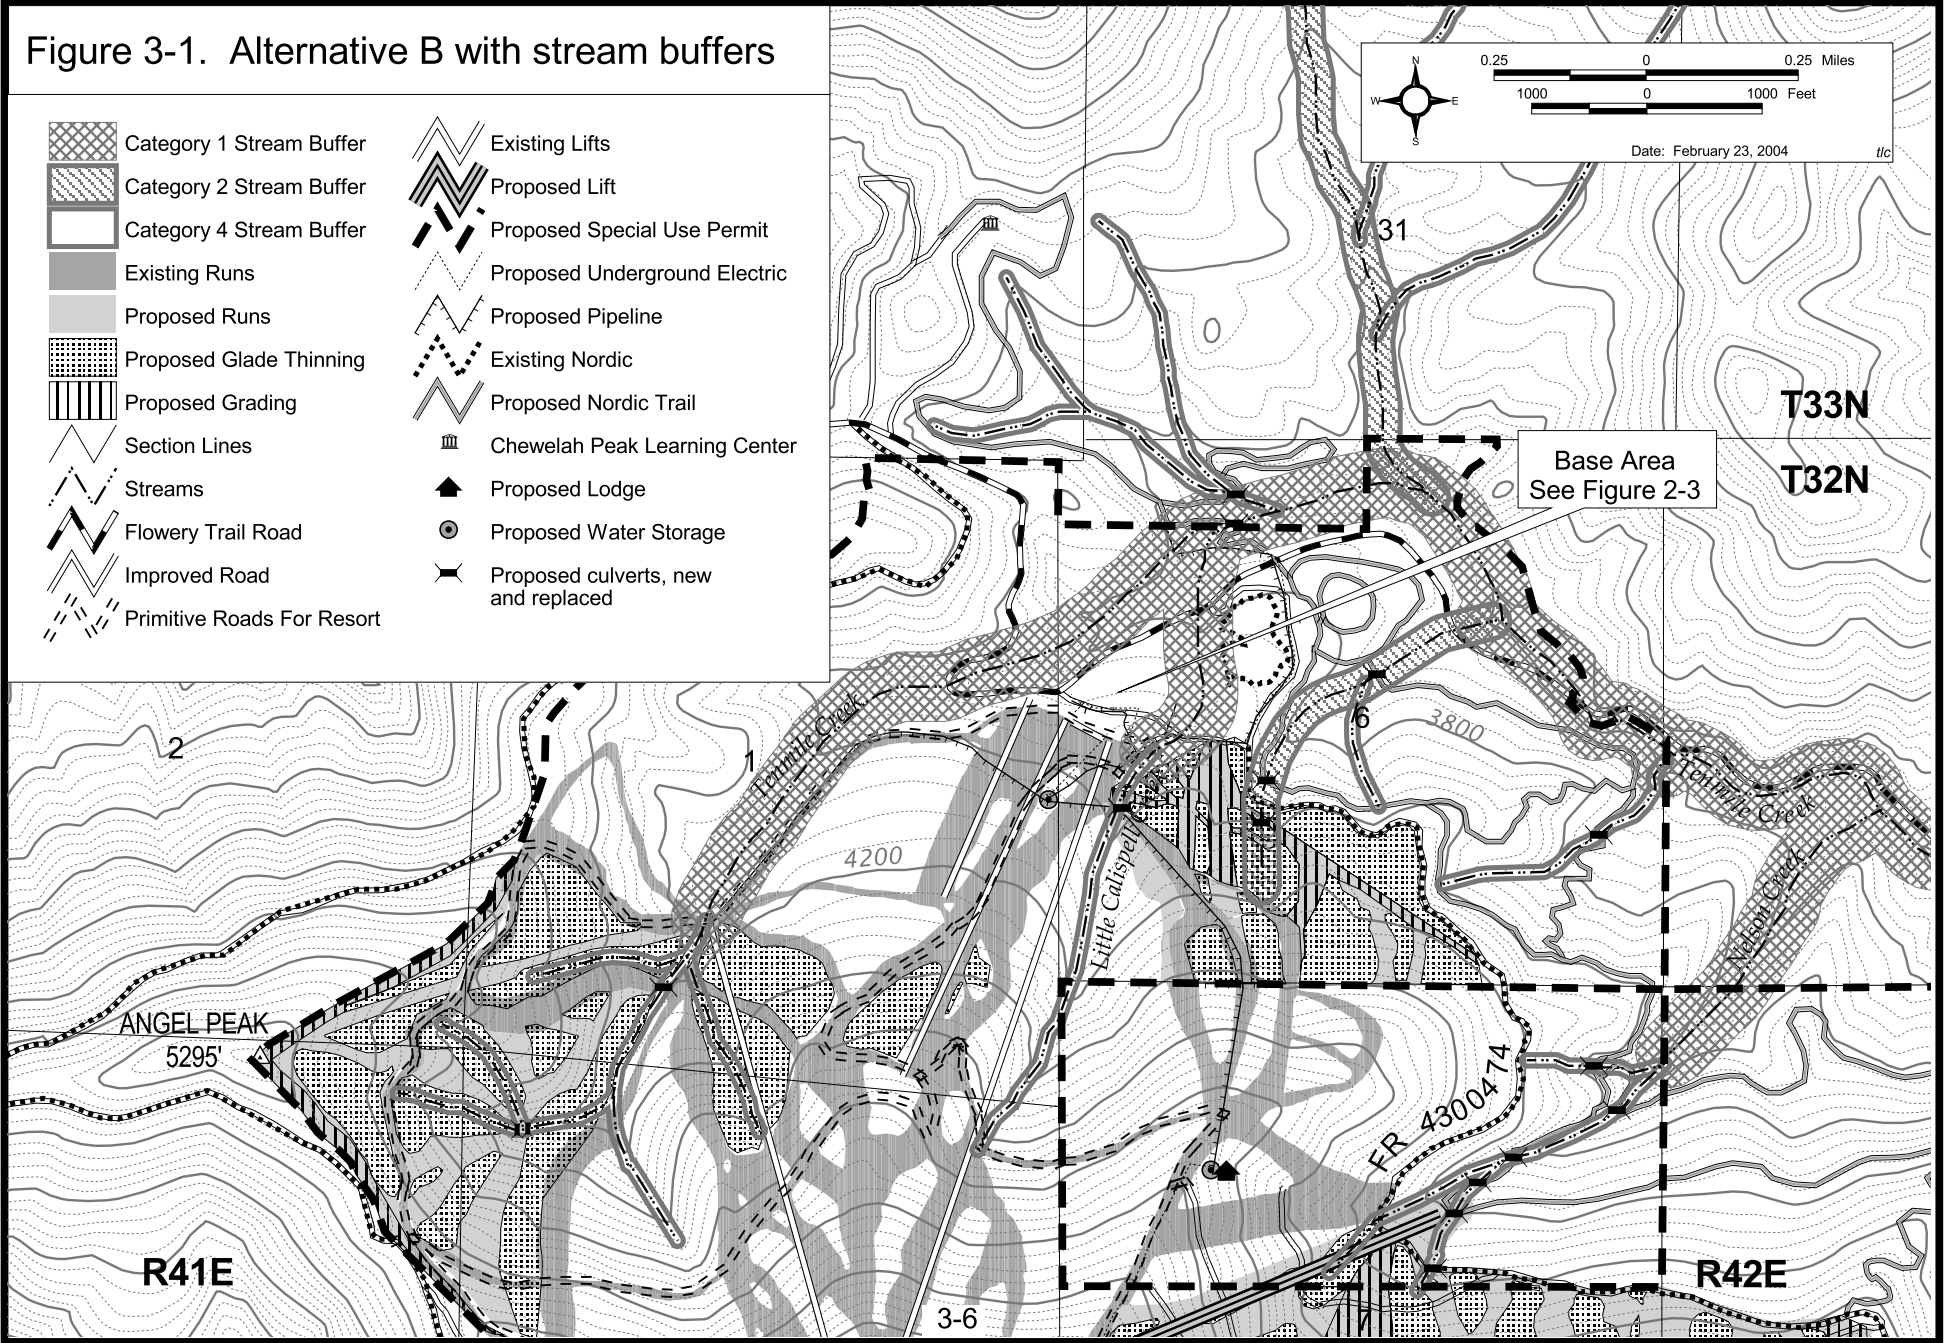 Figure 3-1. Alternative B with stream buffers
Category 1 Stream Buffer
Category 2 Stream Buffer
Category 4 Stream Buffer
Existing Runs
Proposed Runs
Proposed Glade Thinning
Proposed Grading
Section Lines
Streams
Flowery Trail Road
Improved Road
Primitive Roads For Resort
Existing Lifts
Proposed Lift
Proposed Special Use Permit
Proposed Underground Electric
Proposed Pipeline
Existing Nordic
Proposed Nordic Trail
Chewelah Peak Learning Center
Proposed Lodge
Proposed Water Storage
Proposed culverts, new
and replaced
N
W E
S
0.25 0 0.25 Miles
1000 0 1000 Feet
Date: February 23, 2004 tlc
31
T33N
T32N
Base Area
See Figure 2-3
2
1
6
3800
Tenmile Creek
Tenmile Creek
4200
Little Calispell
Nelson Creek
ANGEL PEAK
5295'
FR 4300474
R41E
R42E
3-6
7